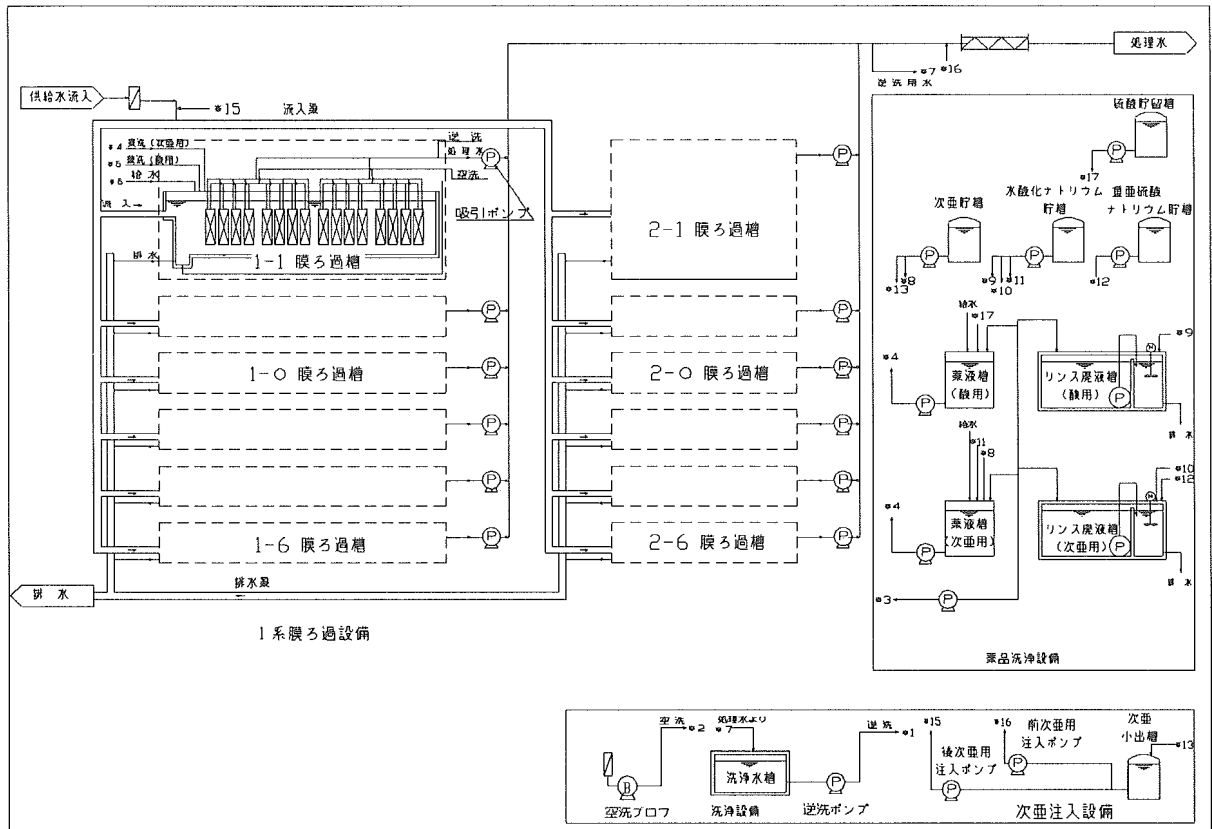 処理水
*7
*16
逆洗用水
供給水流入
*15
流入渠
*4 薬洗(次亜用)
*5 薬洗(酸用)
*6 給水
流入
排水
逆洗
処理水
空洗
吸引ポンプ
1-1 膜ろ過槽
2-1 膜ろ過槽
1-0 膜ろ過槽
2-0 膜ろ過槽
1-6 膜ろ過槽
2-6 膜ろ過槽
排水
排水渠
1系膜ろ過設備
硫酸貯留槽
*17
次亜貯槽
水酸化ナトリウム
貯槽
重亜硫酸
ナトリウム貯槽
*13
*8
*9
*10
*11
*12
給水
*17
*4
薬液槽
(酸用)
リンス廃液槽
(酸用)
*9
排水
給水
*11
*8
*4
薬液槽
(次亜用)
リンス廃液槽
(次亜用)
*10
*12
排水
*3
薬品洗浄設備
空洗
*2
処理水より
*7
逆洗
*1
洗浄水槽
空洗ブロワ
洗浄設備
逆洗ポンプ
*15
*16
前次亜用
注入ポンプ
後次亜用
注入ポンプ
次亜
小出槽
*13
次亜注入設備